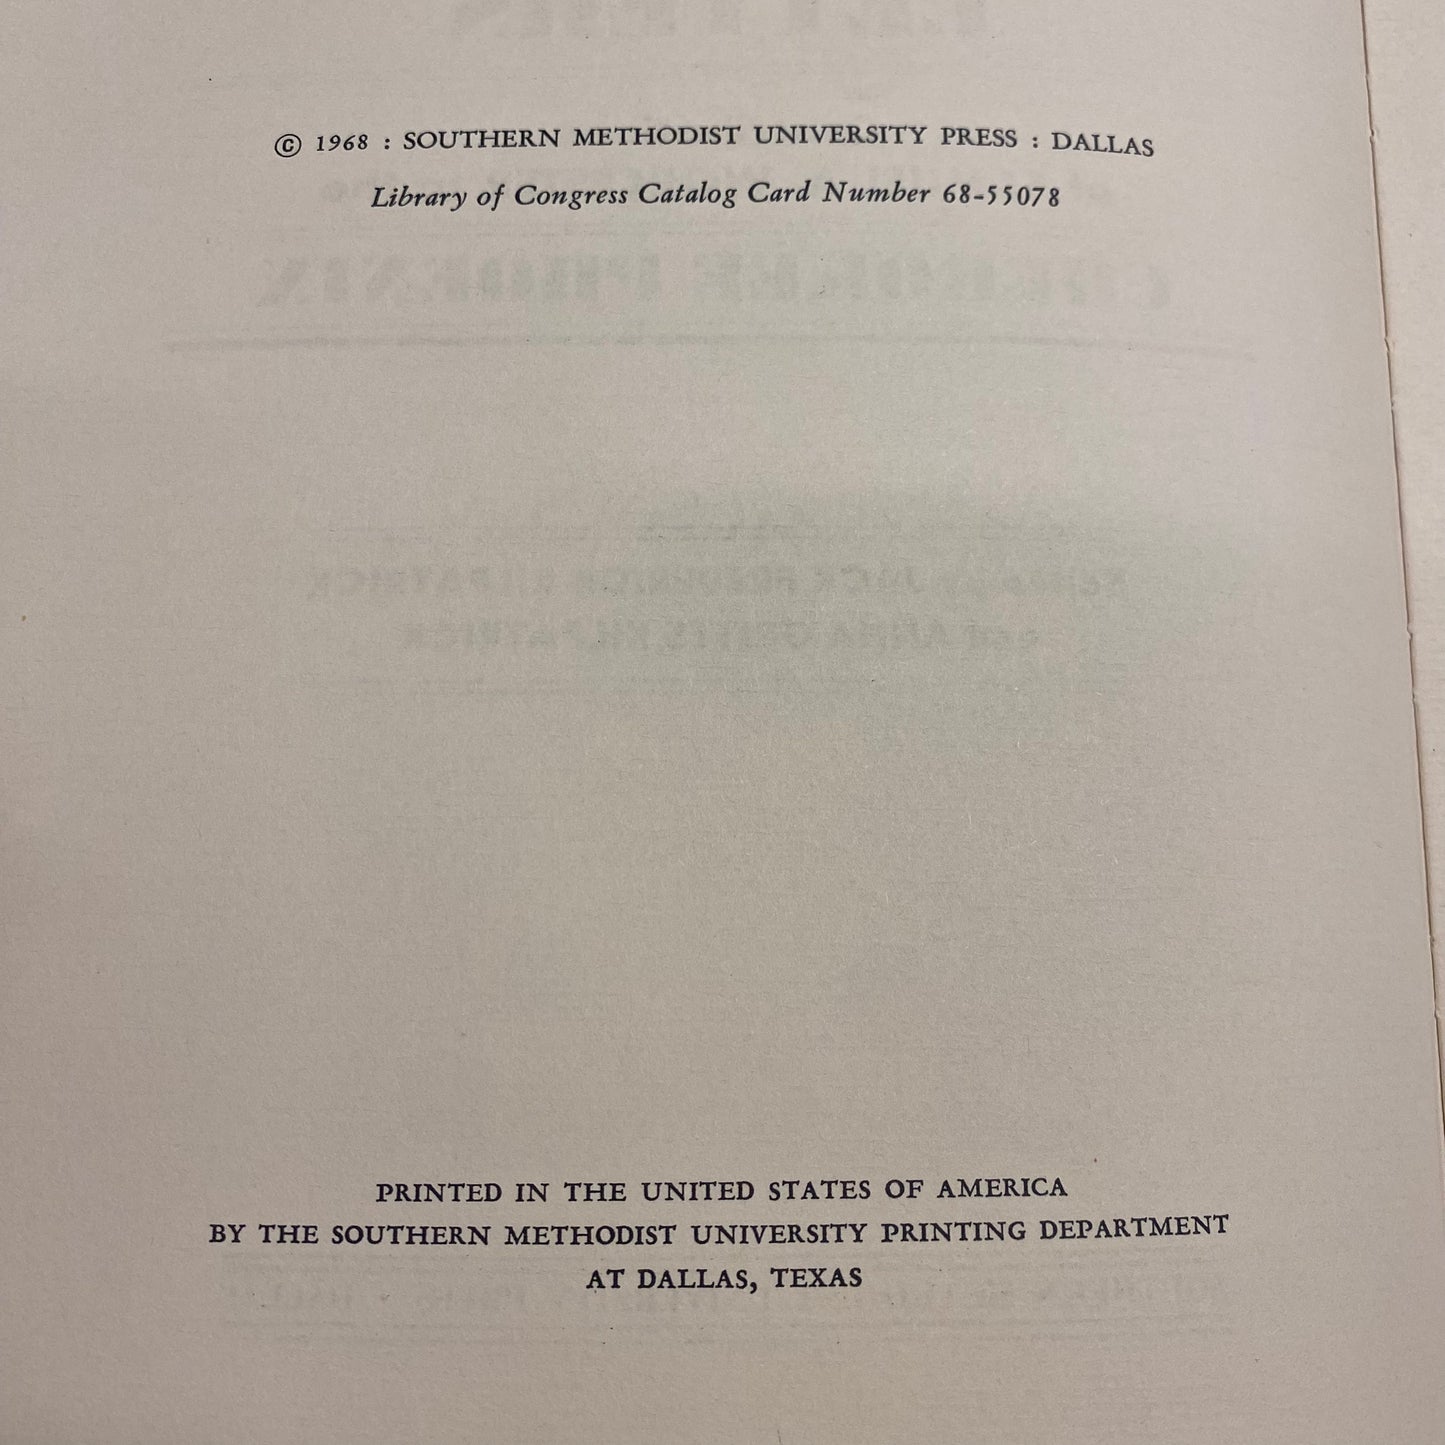 © 1968 : SOUTHERN METHODIST UNIVERSITY PRESS : DALLAS
Library of Congress Catalog Card Number 68-55078
PRINTED IN THE UNITED STATES OF AMERICA
BY THE SOUTHERN METHODIST UNIVERSITY PRINTING DEPARTMENT
AT DALLAS, TEXAS